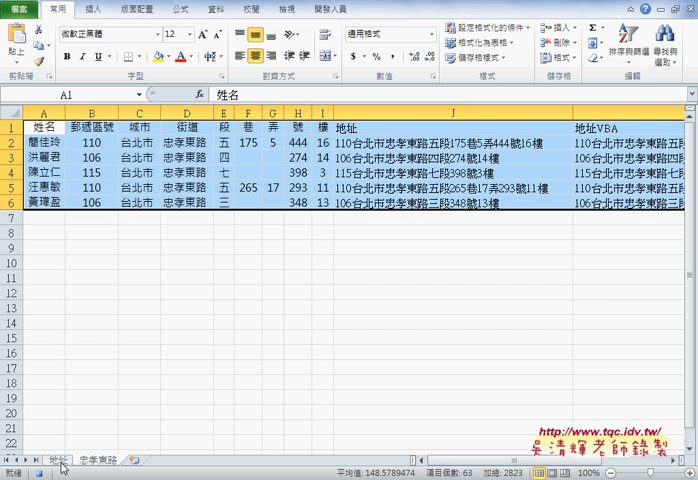 檔案 常用 插入 版面配置 公式 資料 校閱 檢視 開發人員
貼上 微軟正黑體 12 通用格式 設定格式化的條件 插入 Σ
B I U 格式化為表格 刪除 排序與篩選 尋找與選取
儲存格樣式 格式
剪貼簿 字型 對齊方式 數值 樣式 儲存格 編輯
A1 fx 姓名
A B C D E F G H I J
1 姓名 郵遞區號 城市 街道 段 巷 弄 號 樓 地址 地址VBA
2 簡佳玲 110 台北市 忠孝東路 五 175 5 444 16 110台北市忠孝東路五段175巷5弄444號16樓 110台北市忠孝東路五段
3 洪麗君 106 台北市 忠孝東路 四 274 14 106台北市忠孝東路四段274號14樓 106台北市忠孝東路四段
4 陳立仁 115 台北市 忠孝東路 七 398 3 115台北市忠孝東路七段398號3樓 115台北市忠孝東路七段
5 汪惠敏 110 台北市 忠孝東路 五 265 17 293 11 110台北市忠孝東路五段265巷17弄293號11樓 110台北市忠孝東路五段
6 黃瑋盈 106 台北市 忠孝東路 三 348 13 106台北市忠孝東路三段348號13樓 106台北市忠孝東路三段
7
8
9
10
11
12
13
14
15
16
17
18
19
20
21
22
http://www.tqc.idv.tw/
吳清輝老師錄製
地址 忠孝東路
就緒 平均值: 148.5789474 項目個數: 63 加總: 2823 100%